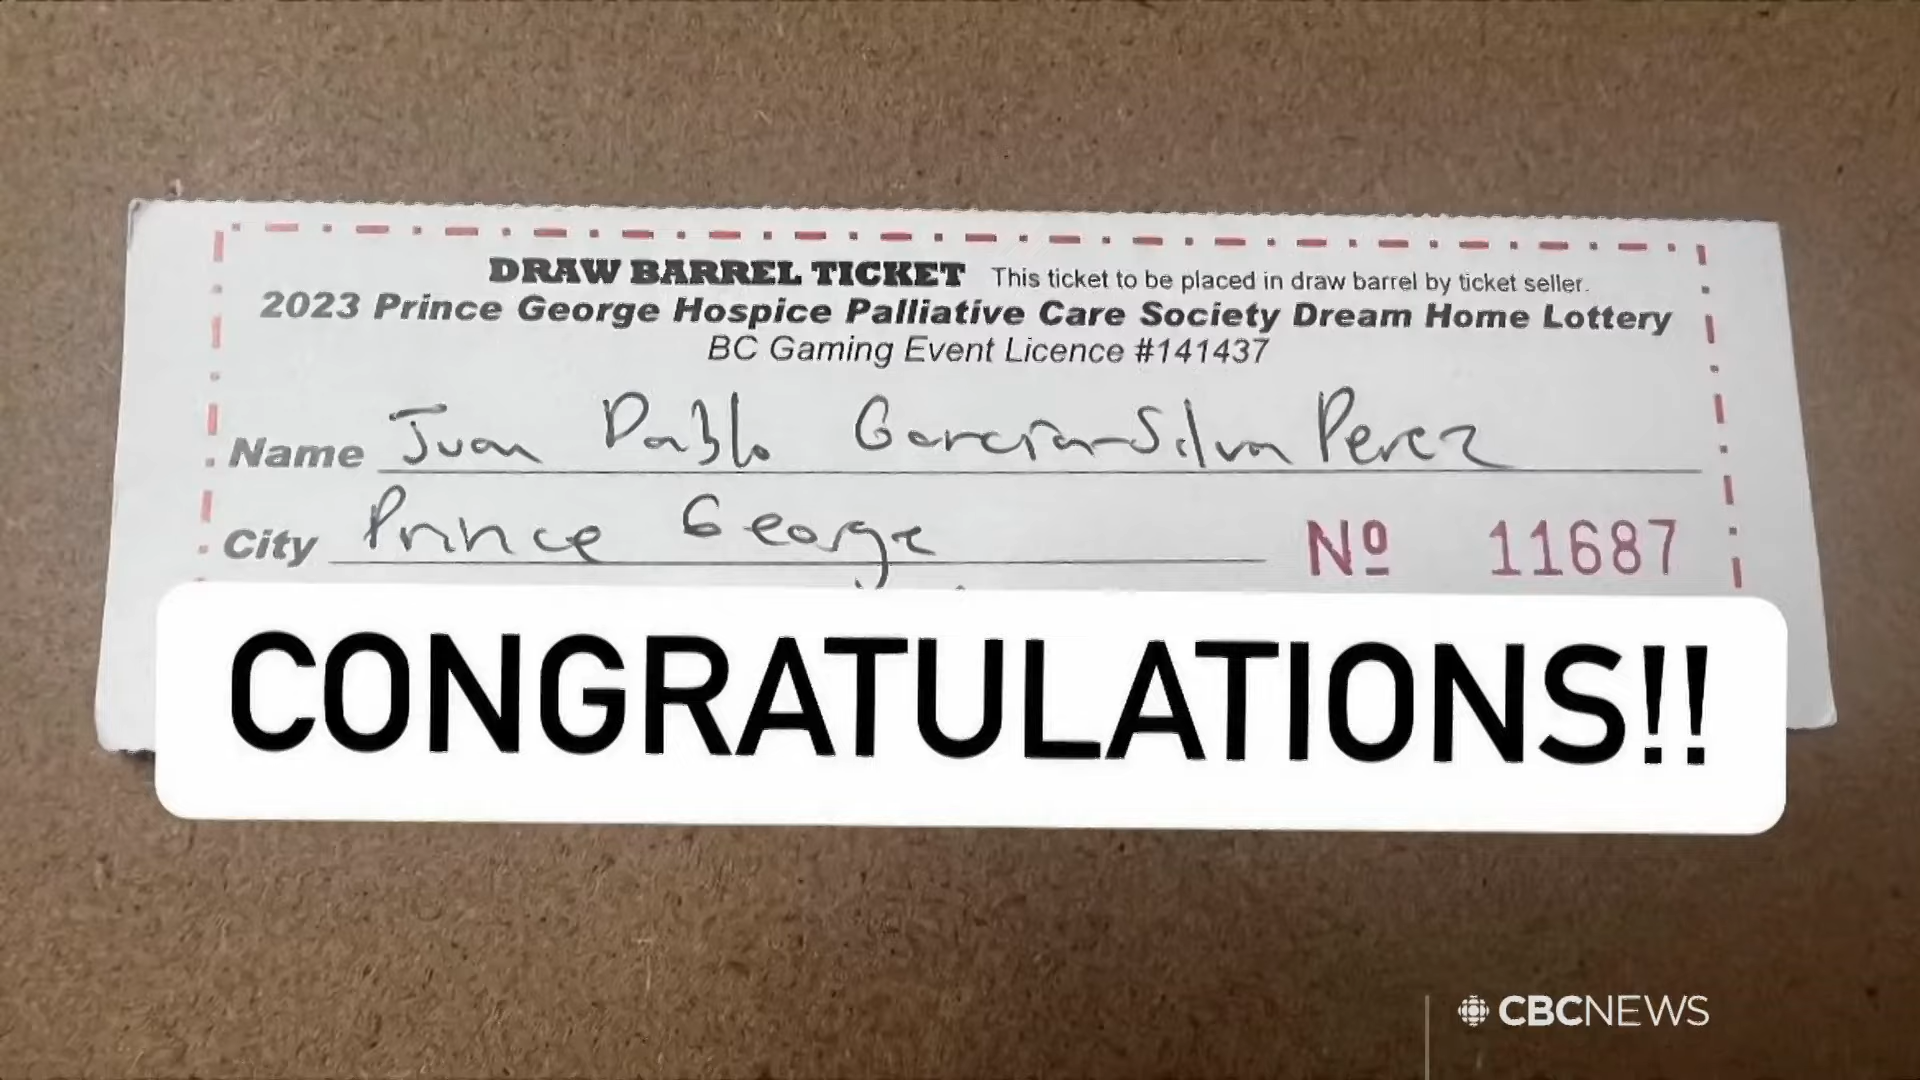 DRAW BARREL TICKET This ticket to be placed in draw barrel by ticket seller.
2023 Prince George Hospice Palliative Care Society Dream Home Lottery
BC Gaming Event Licence #141437
Name Juan Pablo Garcia-Silva Perez
City Prince George Nº 11687
CONGRATULATIONS!!
CBCNEWS